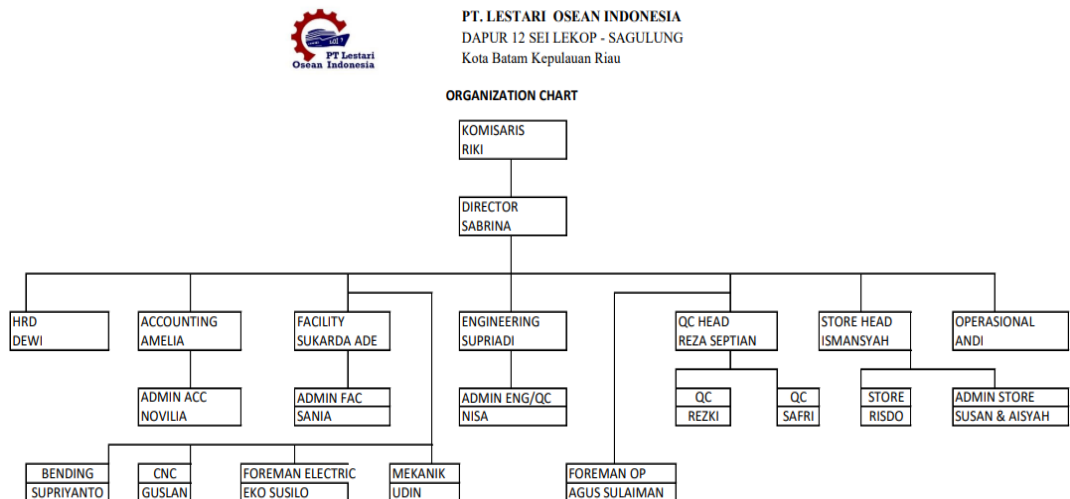 PT. LESTARI OSEAN INDONESIA
DAPUR 12 SEI LEKOP - SAGULUNG
Kota Batam Kepulauan Riau
LOI
PT Lestari
Osean Indonesia
ORGANIZATION CHART
KOMISARIS
RIKI
DIRECTOR
SABRINA
HRD
DEWI
ACCOUNTING
AMELIA
FACILITY
SUKARDA ADE
ENGINEERING
SUPRIADI
QC HEAD
REZA SEPTIAN
STORE HEAD
ISMANSYAH
OPERASIONAL
ANDI
ADMIN ACC
NOVILIA
ADMIN FAC
SANIA
ADMIN ENG/QC
NISA
QC
REZKI
QC
SAFRI
STORE
RISDO
ADMIN STORE
SUSAN & AISYAH
BENDING
SUPRIYANTO
CNC
GUSLAN
FOREMAN ELECTRIC
EKO SUSILO
MEKANIK
UDIN
FOREMAN OP
AGUS SULAIMAN